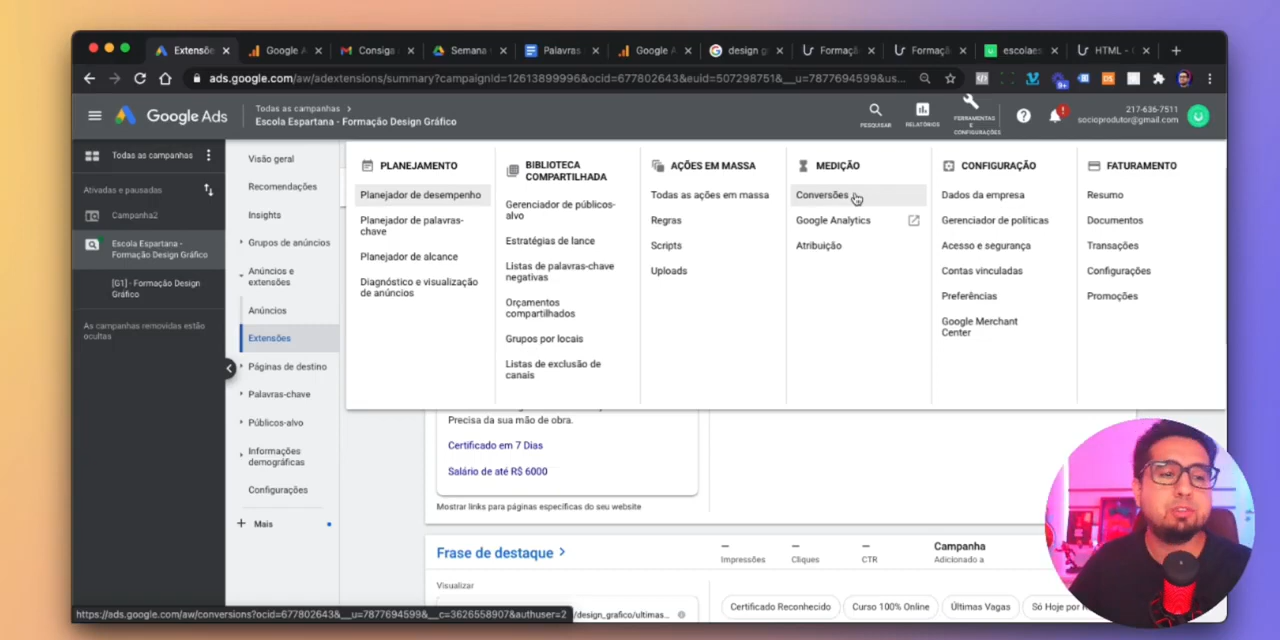 Extensõe
Google A
Consiga
Semana
Palavras
Google A
design g
Formaçã
Formaçã
escolaes
HTML - 
ads.google.com/aw/adextensions/summary?campaignId=12613899996&ocid=677802643&euid=507298751&__u=7877694599&us...
Google Ads
Todas as campanhas
Escola Espartana - Formação Design Gráfico
PESQUISAR
RELATÓRIOS
FERRAMENTAS
E
CONFIGURAÇÕES
217-636-7511
socioprodutor@gmail.com
Todas as campanhas
Ativadas e pausadas
Campanha2
Escola Espartana -
Formação Design Gráfico
[G1] - Formação Design
Gráfico
As campanhas removidas estão
ocultas
Visão geral
Recomendações
Insights
Grupos de anúncios
Anúncios e
extensões
Anúncios
Extensões
Páginas de destino
Palavras-chave
Públicos-alvo
Informações
demográficas
Configurações
Mais
PLANEJAMENTO
Planejador de desempenho
Planejador de palavras-
chave
Planejador de alcance
Diagnóstico e visualização
de anúncios
BIBLIOTECA
COMPARTILHADA
Gerenciador de públicos-
alvo
Estratégias de lance
Listas de palavras-chave
negativas
Orçamentos
compartilhados
Grupos por locais
Listas de exclusão de
canais
AÇÕES EM MASSA
Todas as ações em massa
Regras
Scripts
Uploads
MEDIÇÃO
Conversões
Google Analytics
Atribuição
CONFIGURAÇÃO
Dados da empresa
Gerenciador de políticas
Acesso e segurança
Contas vinculadas
Preferências
Google Merchant
Center
FATURAMENTO
Resumo
Documentos
Transações
Configurações
Promoções
Precisa da sua mão de obra.
Certificado em 7 Dias
Salário de até R$ 6000
Mostrar links para páginas específicas do seu website
Frase de destaque
Impressões
Cliques
CTR
Campanha
Adicionado a
Visualizar
Certificado Reconhecido
Curso 100% Online
Últimas Vagas
Só Hoje por R
https://ads.google.com/aw/conversions?ocid=677802643&__u=7877694599&__c=3626558907&authuser=2
/design_grafico/ultimas...